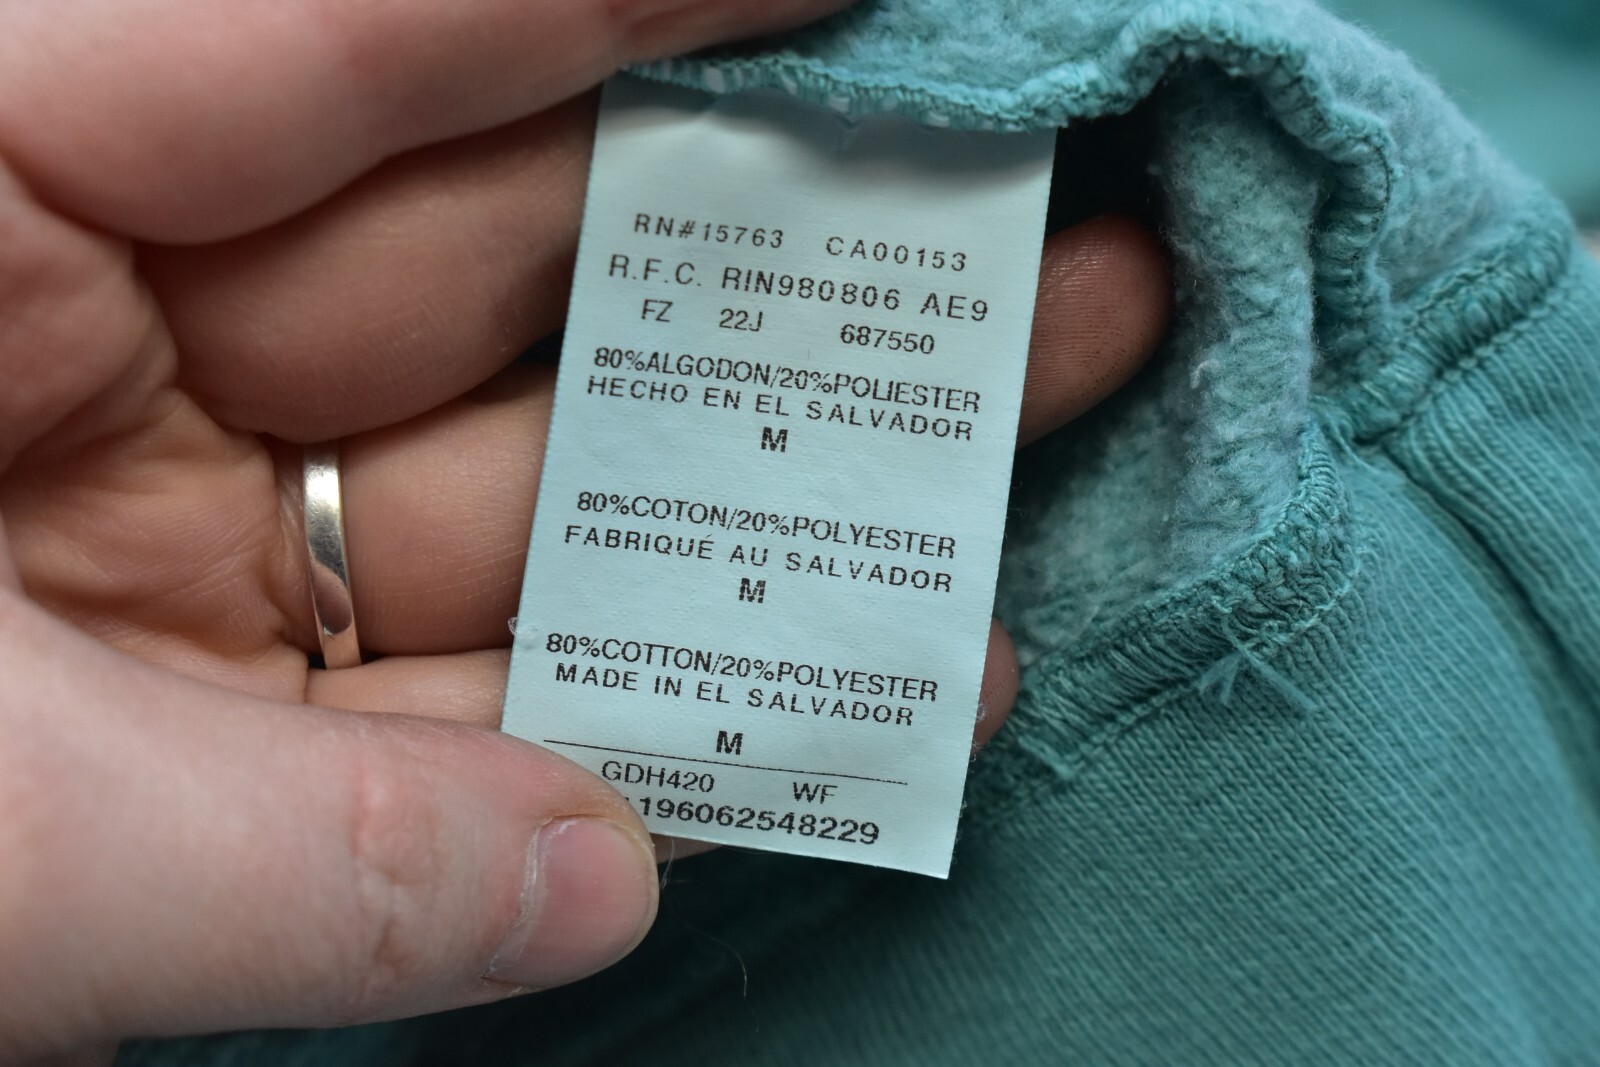 RN#15763 CA00153
R.F.C. RIN980806 AE9
FZ 22J 687550
80%ALGODON/20%POLIESTER
HECHO EN EL SALVADOR
M
80%COTON/20%POLYESTER
FABRIQUÉ AU SALVADOR
M
80%COTTON/20%POLYESTER
MADE IN EL SALVADOR
M
GDH420 WF
196062548229